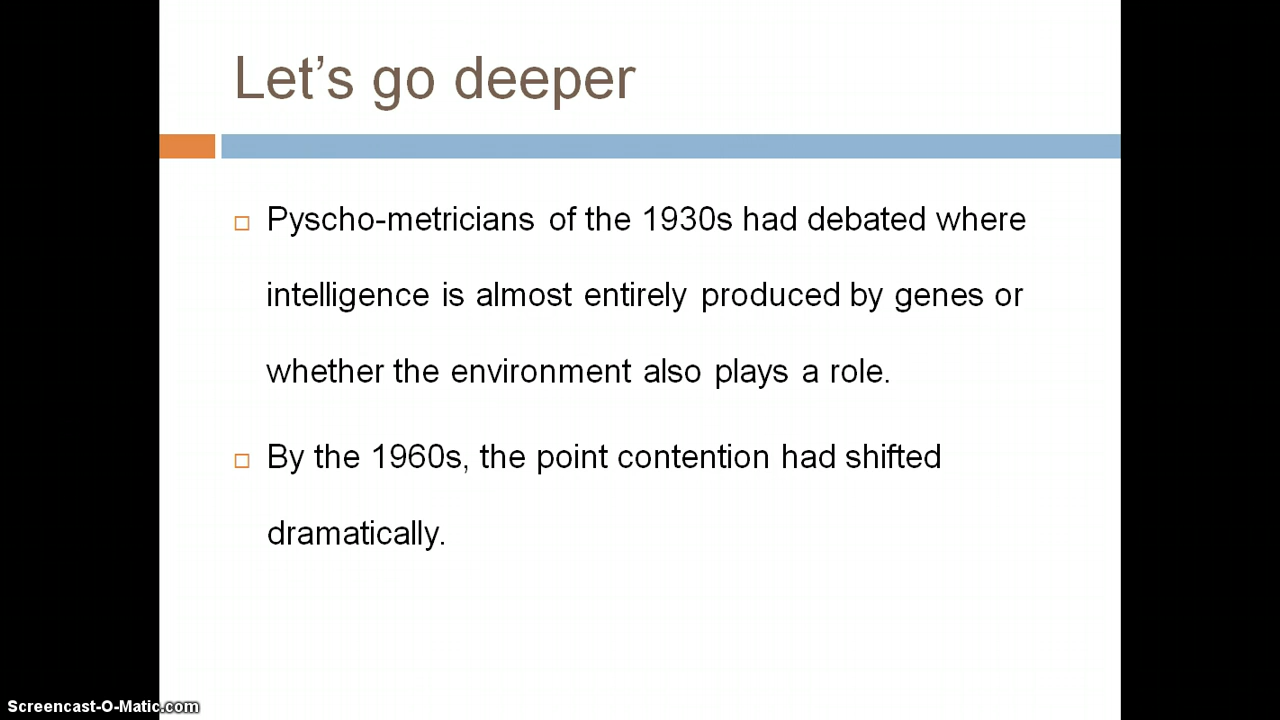 Let’s go deeper
Pyscho-metricians of the 1930s had debated where
intelligence is almost entirely produced by genes or
whether the environment also plays a role.
By the 1960s, the point contention had shifted
dramatically.
Screencast-O-Matic.com